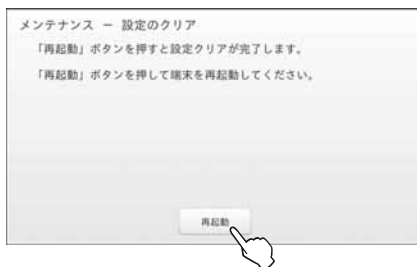 メンテナンス － 設定のクリア
「再起動」ボタンを押すと設定クリアが完了します。
「再起動」ボタンを押して端末を再起動してください。
再起動